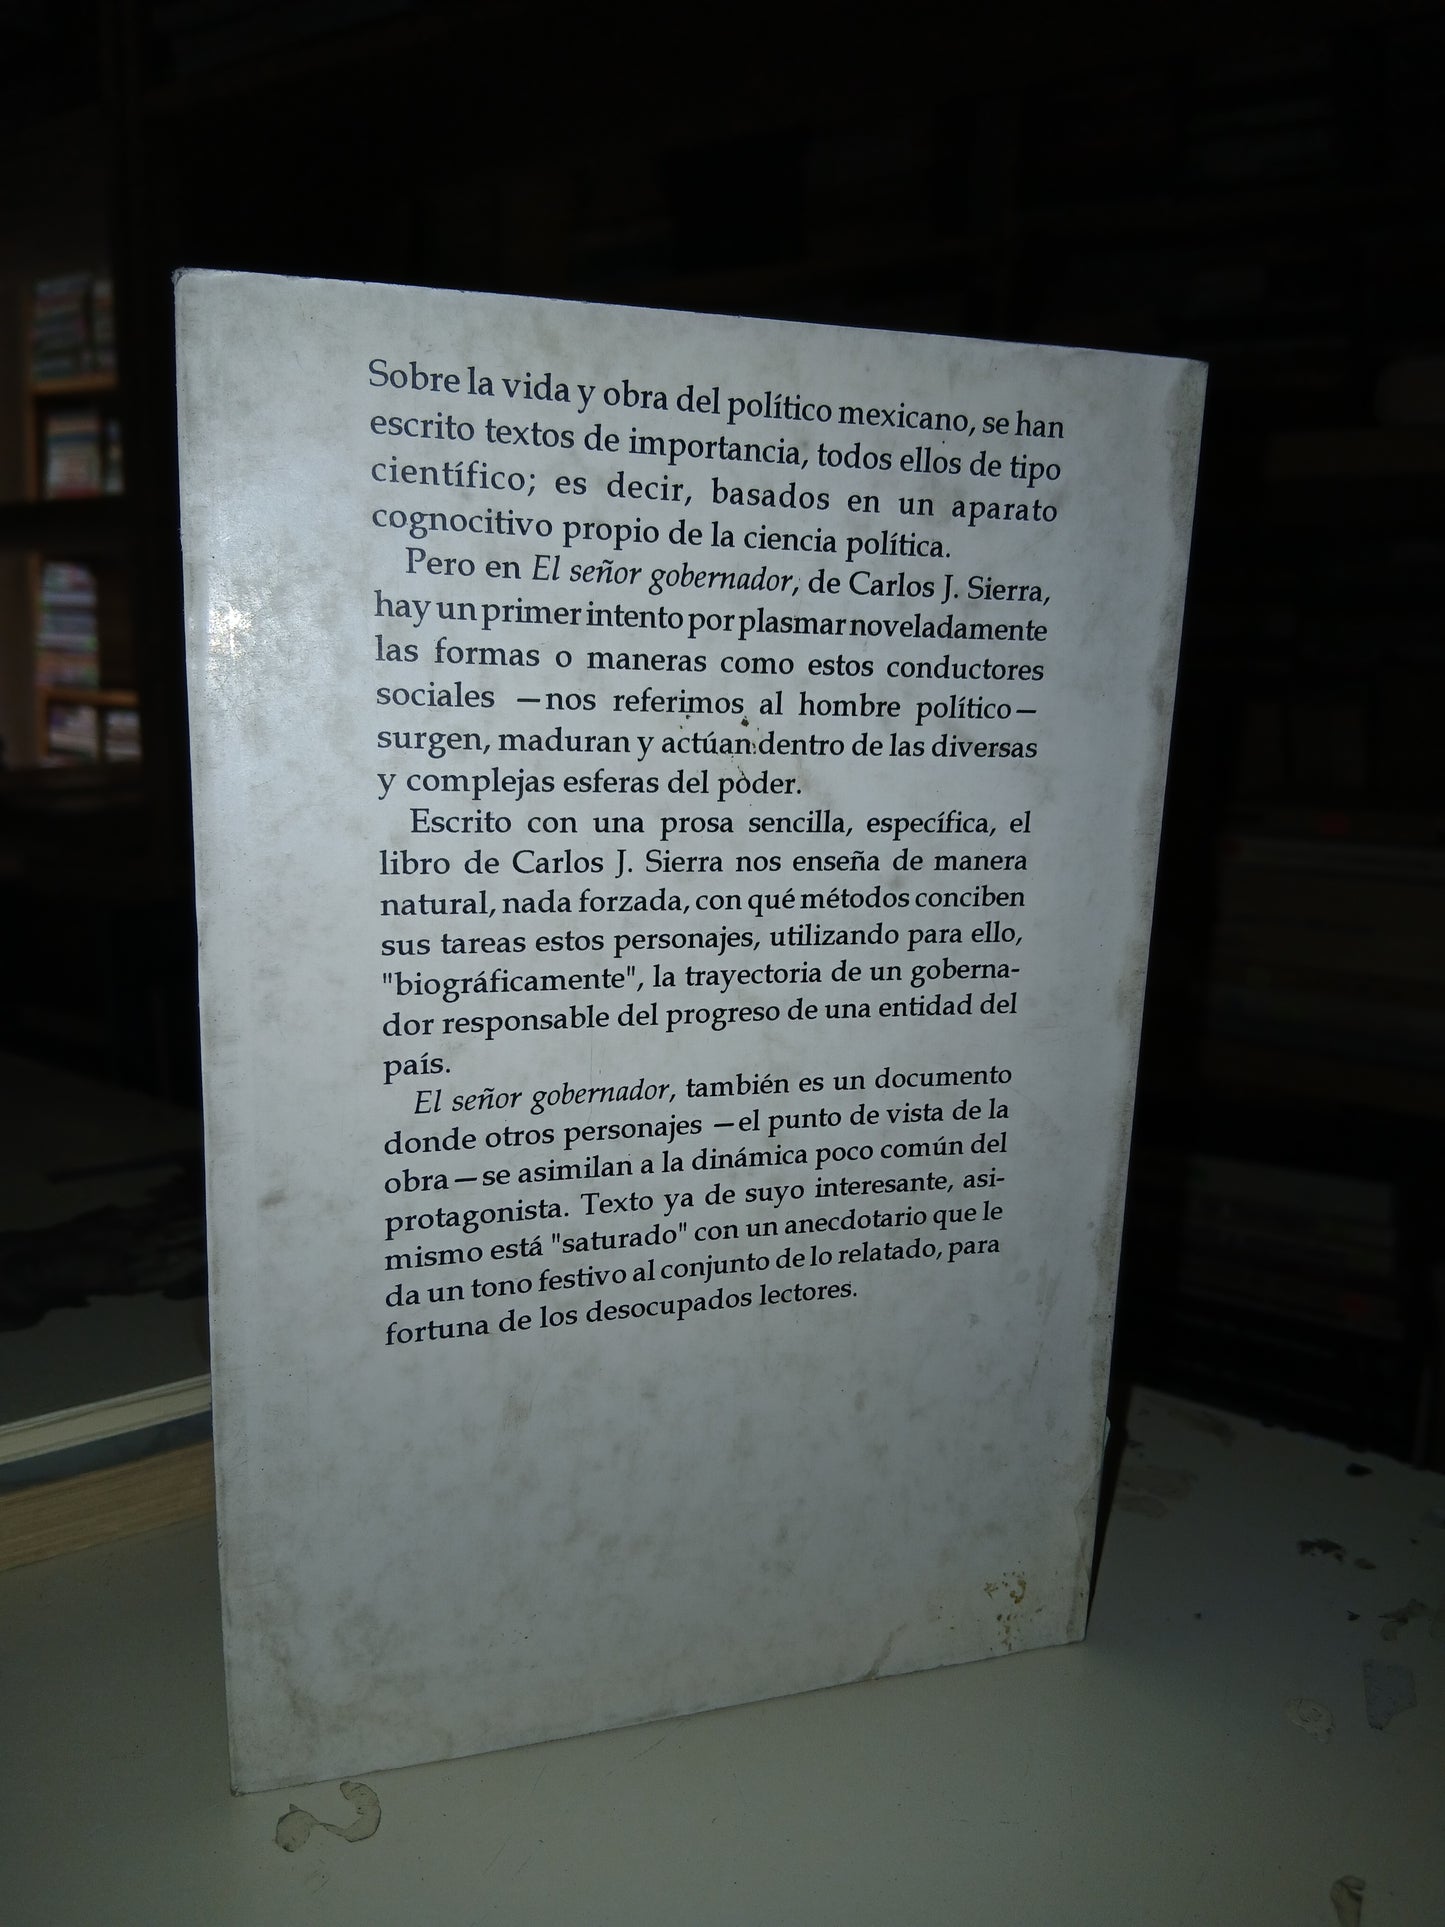 Sobre la vida y obra del político mexicano, se han
escrito textos de importancia, todos ellos de tipo
científico; es decir, basados en un aparato
cognocitivo propio de la ciencia política.
Pero en El señor gobernador, de Carlos J. Sierra,
hay un primer intento por plasmar noveladamente
las formas o maneras como estos conductores
sociales —nos referimos al hombre político—
surgen, maduran y actúan dentro de las diversas
y complejas esferas del poder.
Escrito con una prosa sencilla, específica, el
libro de Carlos J. Sierra nos enseña de manera
natural, nada forzada, con qué métodos conciben
sus tareas estos personajes, utilizando para ello,
"biográficamente", la trayectoria de un goberna-
dor responsable del progreso de una entidad del
país.
El señor gobernador, también es un documento
donde otros personajes —el punto de vista de la
obra— se asimilan a la dinámica poco común del
protagonista. Texto ya de suyo interesante, asi-
mismo está "saturado" con un anecdotario que le
da un tono festivo al conjunto de lo relatado, para
fortuna de los desocupados lectores.